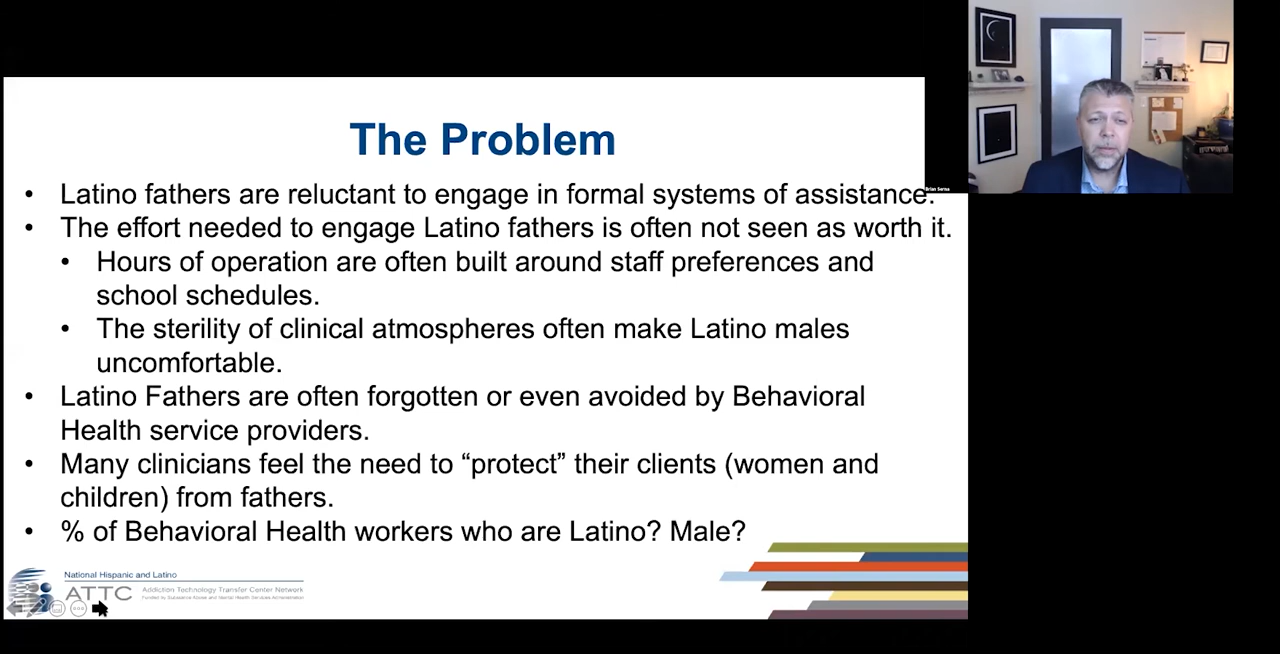 The Problem
• Latino fathers are reluctant to engage in formal systems of assistance.
• The effort needed to engage Latino fathers is often not seen as worth it.
• Hours of operation are often built around staff preferences and
school schedules.
• The sterility of clinical atmospheres often make Latino males
uncomfortable.
• Latino Fathers are often forgotten or even avoided by Behavioral
Health service providers.
• Many clinicians feel the need to “protect” their clients (women and
children) from fathers.
• % of Behavioral Health workers who are Latino? Male?
National Hispanic and Latino
ATTC
Addiction Technology Transfer Center Network
Funded by Substance Abuse and Mental Health Services Administration
Brian Serna